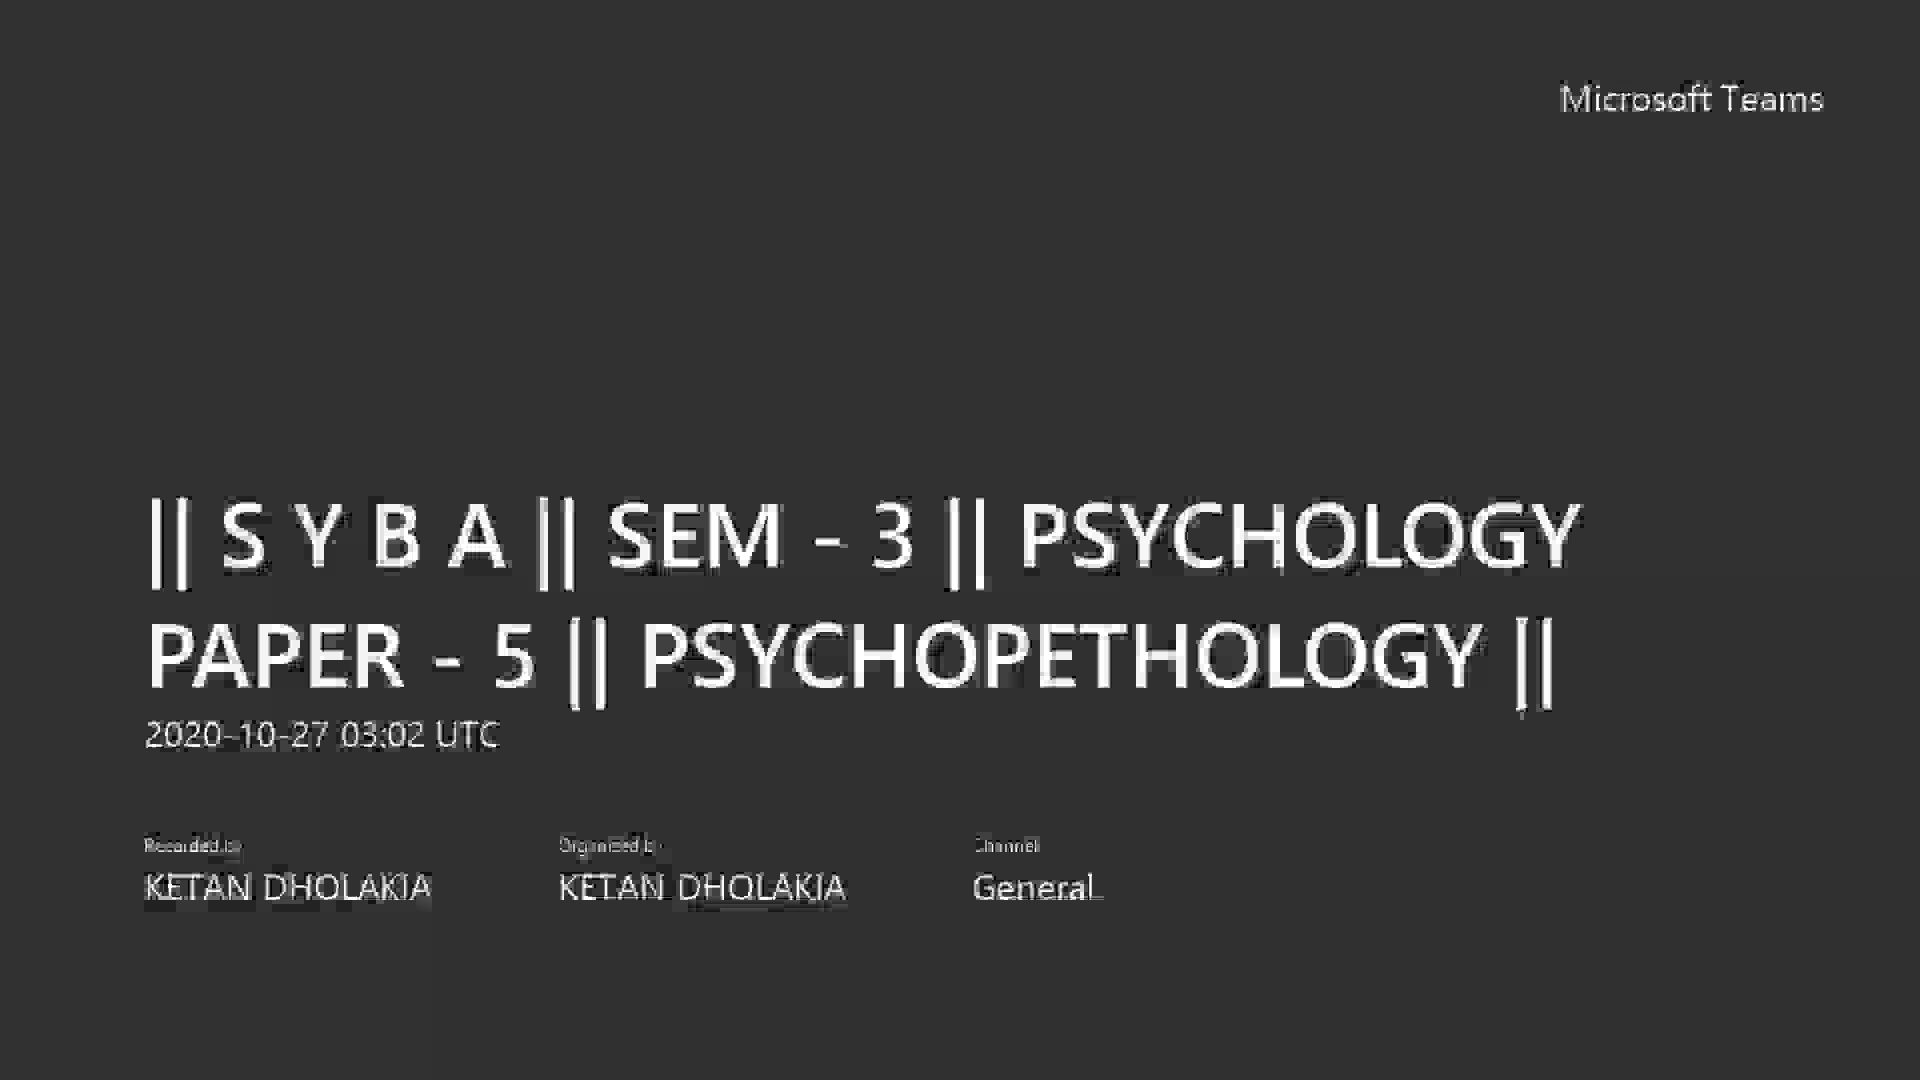 Microsoft Teams
|| S Y B A || SEM - 3 || PSYCHOLOGY
PAPER - 5 || PSYCHOPETHOLOGY ||
2020-10-27 03:02 UTC
Recorded by
Organized by
Channel
KETAN DHOLAKIA
KETAN DHOLAKIA
General